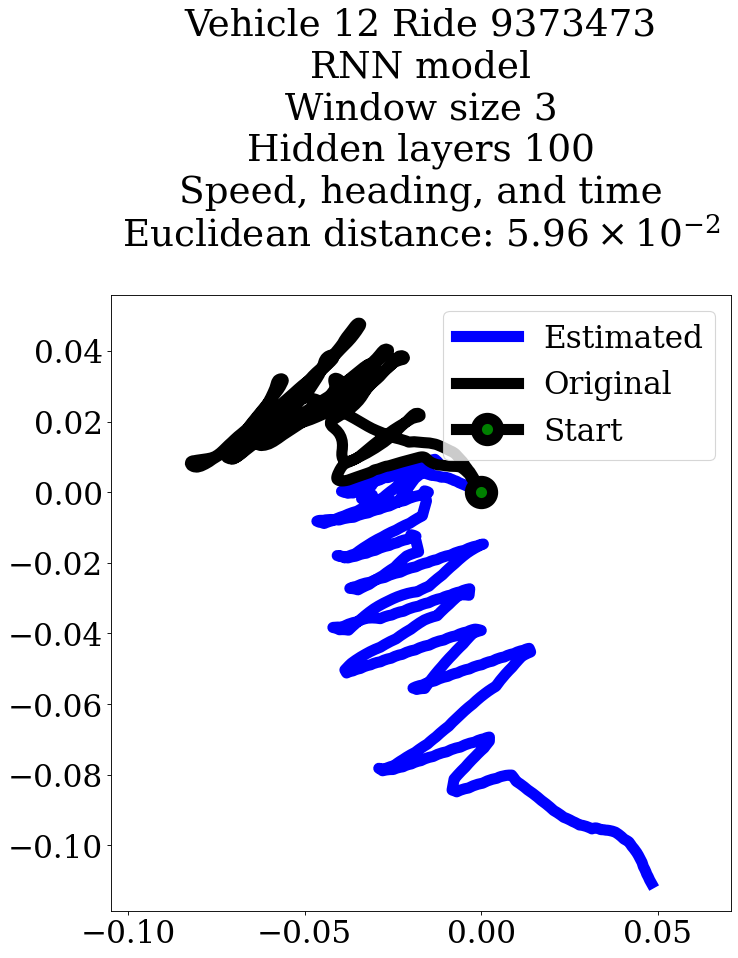 Vehicle 12 Ride 9373473
RNN model
Window size 3
Hidden layers 100
Speed, heading, and time
Euclidean distance: 5.96 × 10⁻²
Estimated
Original
Start
0.04
0.02
0.00
−0.02
−0.04
−0.06
−0.08
−0.10
−0.10 −0.05 0.00 0.05